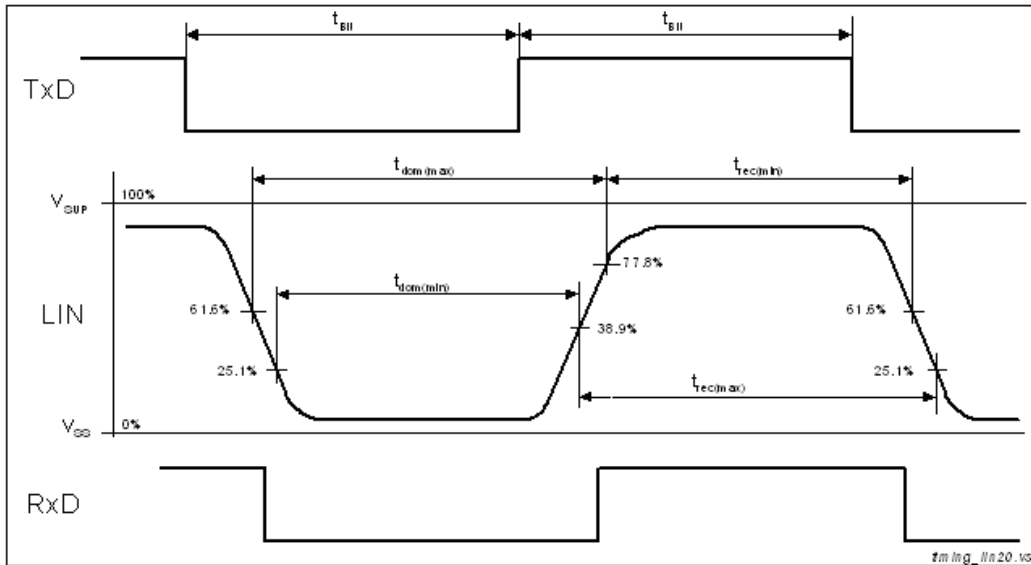 tBit tBit
TxD
tdom(max) trec(min)
VSUP 100%
77.8%
tdom(min)
LIN 61.6% 38.9% 61.6%
25.1% 25.1%
trec(max)
VSS 0%
RxD
timing_lin20.vs